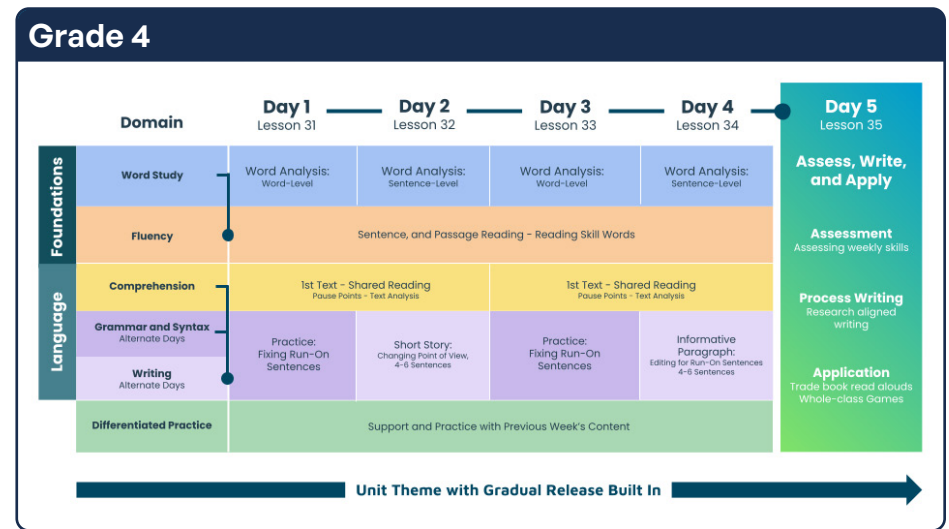 Grade 4
Domain
Day 1
Lesson 31
Day 2
Lesson 32
Day 3
Lesson 33
Day 4
Lesson 34
Day 5
Lesson 35
Foundations
Word Study
Word Analysis:
Word-Level
Word Analysis:
Sentence-Level
Word Analysis:
Word-Level
Word Analysis:
Sentence-Level
Fluency
Sentence, and Passage Reading - Reading Skill Words
Language
Comprehension
1st Text - Shared Reading
Pause Points - Text Analysis
1st Text - Shared Reading
Pause Points - Text Analysis
Grammar and Syntax
Alternate Days
Writing
Alternate Days
Practice:
Fixing Run-On
Sentences
Short Story:
Changing Point of View,
4-6 Sentences
Practice:
Fixing Run-On
Sentences
Informative
Paragraph:
Editing for Run-On Sentences
4-6 Sentences
Differentiated Practice
Support and Practice with Previous Week's Content
Assess, Write,
and Apply
Assessment
Assessing weekly skills
Process Writing
Research aligned
writing
Application
Trade book read alouds
Whole-class Games
Unit Theme with Gradual Release Built In